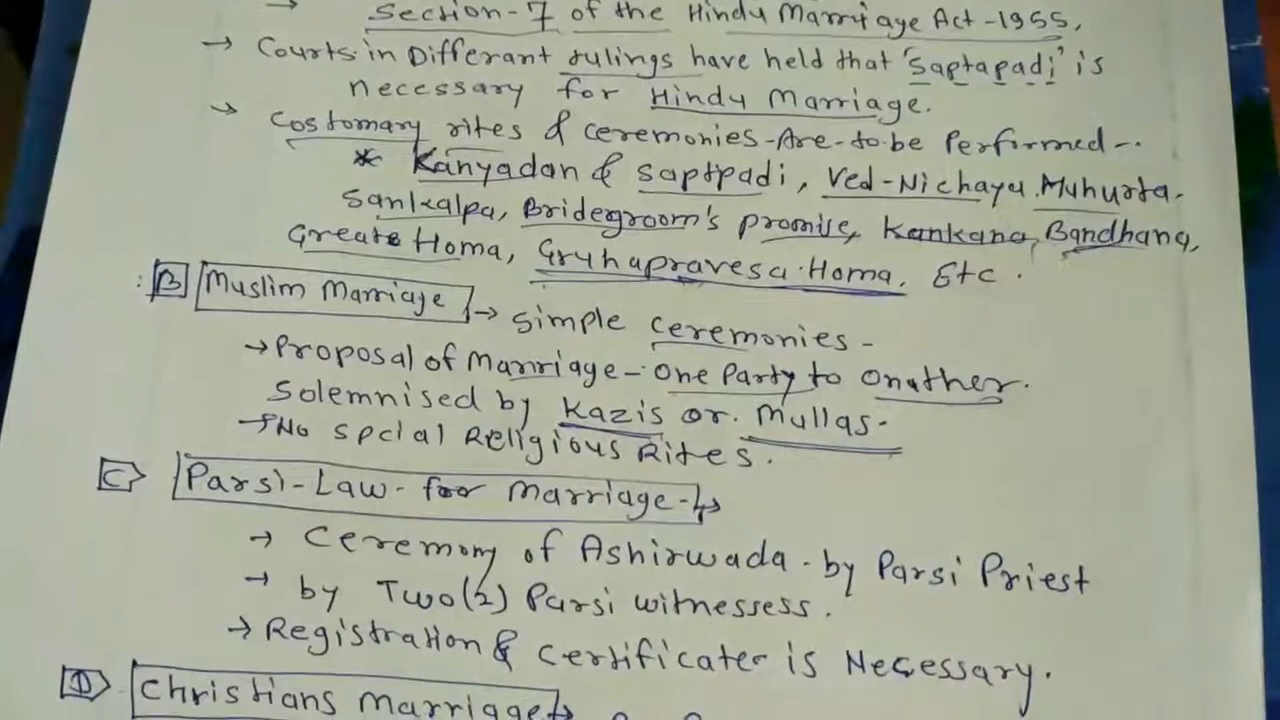 → Section-7 of the Hindu Marriage Act-1955,
→ Courts in Differant rulings have held that 'Saptapadi' is
necessary for Hindu Marriage.
→ Costomary rites & ceremonies-Are-to-be Performed-..
* Kanyadan & Saptpadi, Ved-Nichaya Muhurta.
Sankalpa, Bridegroom's promise, Kankana, Bandhana,
Greate Homa, Gruhapravesa.Homa. Etc.
B Muslim Marriage → Simple ceremonies-
→ Proposal of Marriage - One Party to Onather.
Solemnised by Kazis or. Mullas.
→ No spcial Religious Rites.
C Parsi-Law-for Marriage-↳
→ Ceremony of Ashirwada. by Parsi Priest
→ by Two(2) Parsi witnessess.
→ Registration & Certificate is Necessary.
D Christians Marriage →